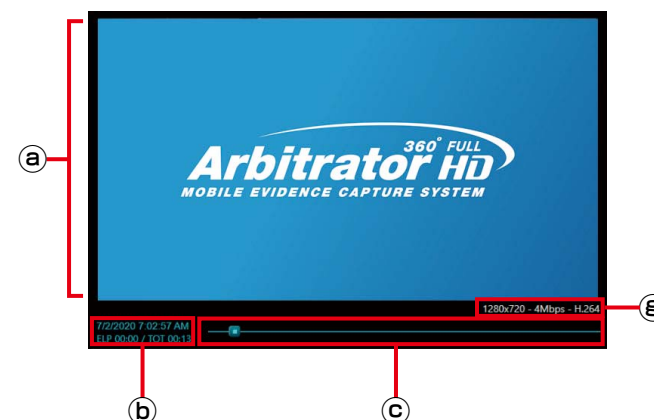 ⓐ
360° FULL
Arbitrator HD
MOBILE EVIDENCE CAPTURE SYSTEM
1280x720 - 4Mbps - H.264
ⓖ
7/2/2020 7:02:57 AM
ELP 00:00 / TOT 00:13
ⓑ
ⓒ